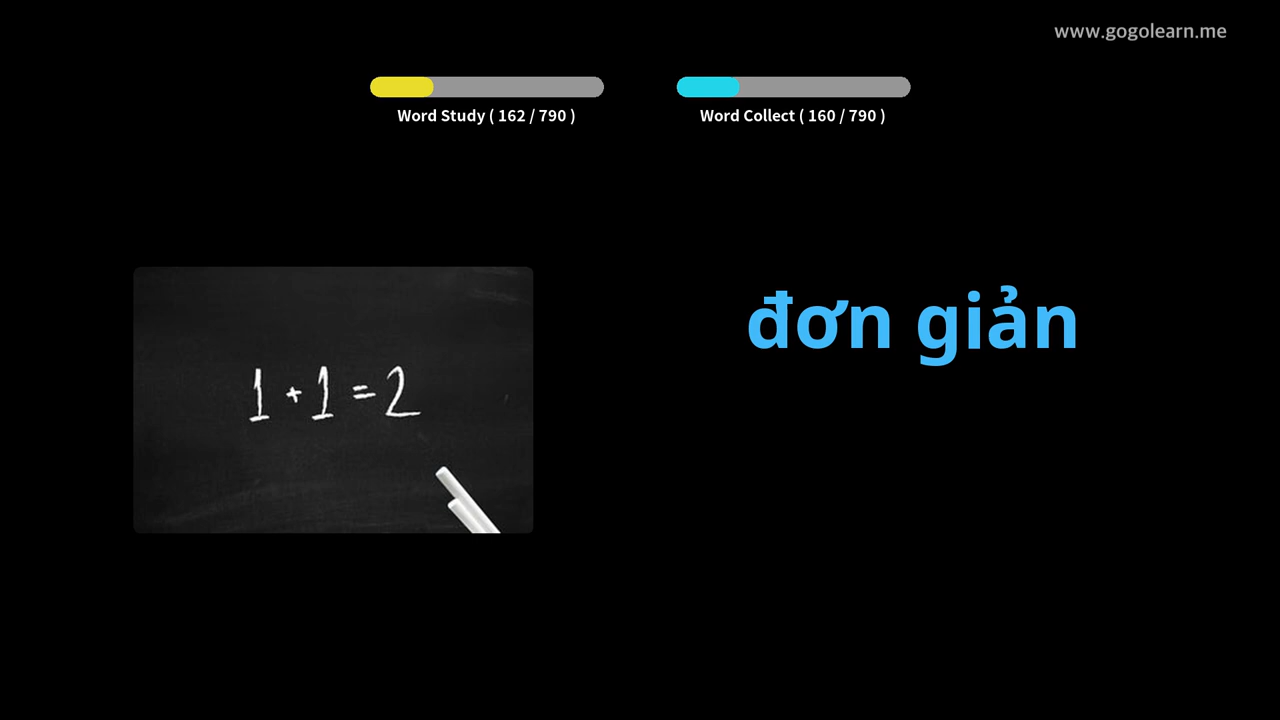 www.gogolearn.me
Word Study ( 162 / 790 )
Word Collect ( 160 / 790 )
đơn giản
1 + 1 = 2